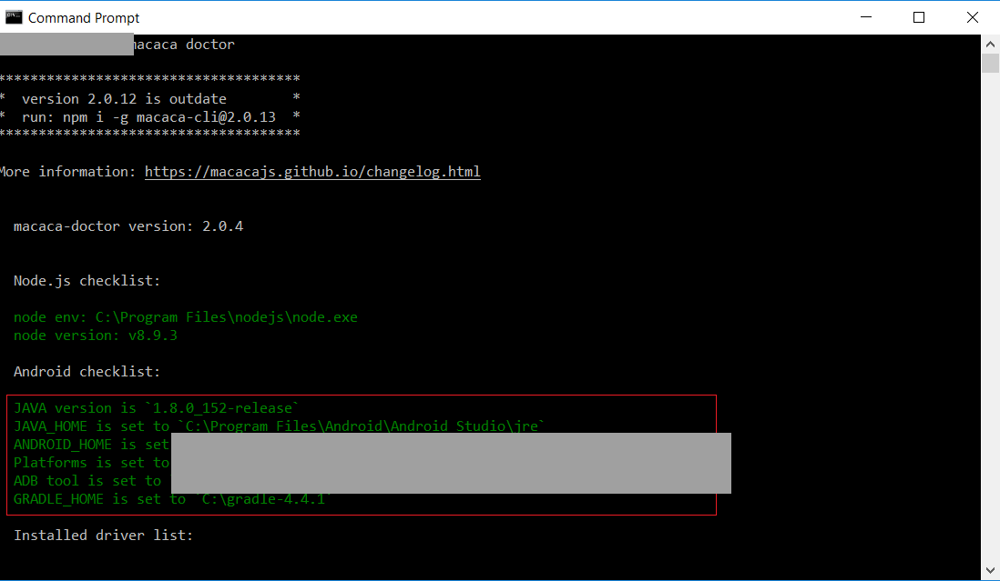 Command Prompt
macaca doctor
*************************************
* version 2.0.12 is outdate *
* run: npm i -g macaca-cli@2.0.13 *
*************************************
More information: https://macacajs.github.io/changelog.html
macaca-doctor version: 2.0.4
Node.js checklist:
node env: C:\Program Files\nodejs\node.exe
node version: v8.9.3
Android checklist:
JAVA version is `1.8.0_152-release`
JAVA_HOME is set to `C:\Program Files\Android\Android Studio\jre`
ANDROID_HOME is set
Platforms is set to
ADB tool is set to
GRADLE_HOME is set to `C:\gradle-4.4.1`
Installed driver list: